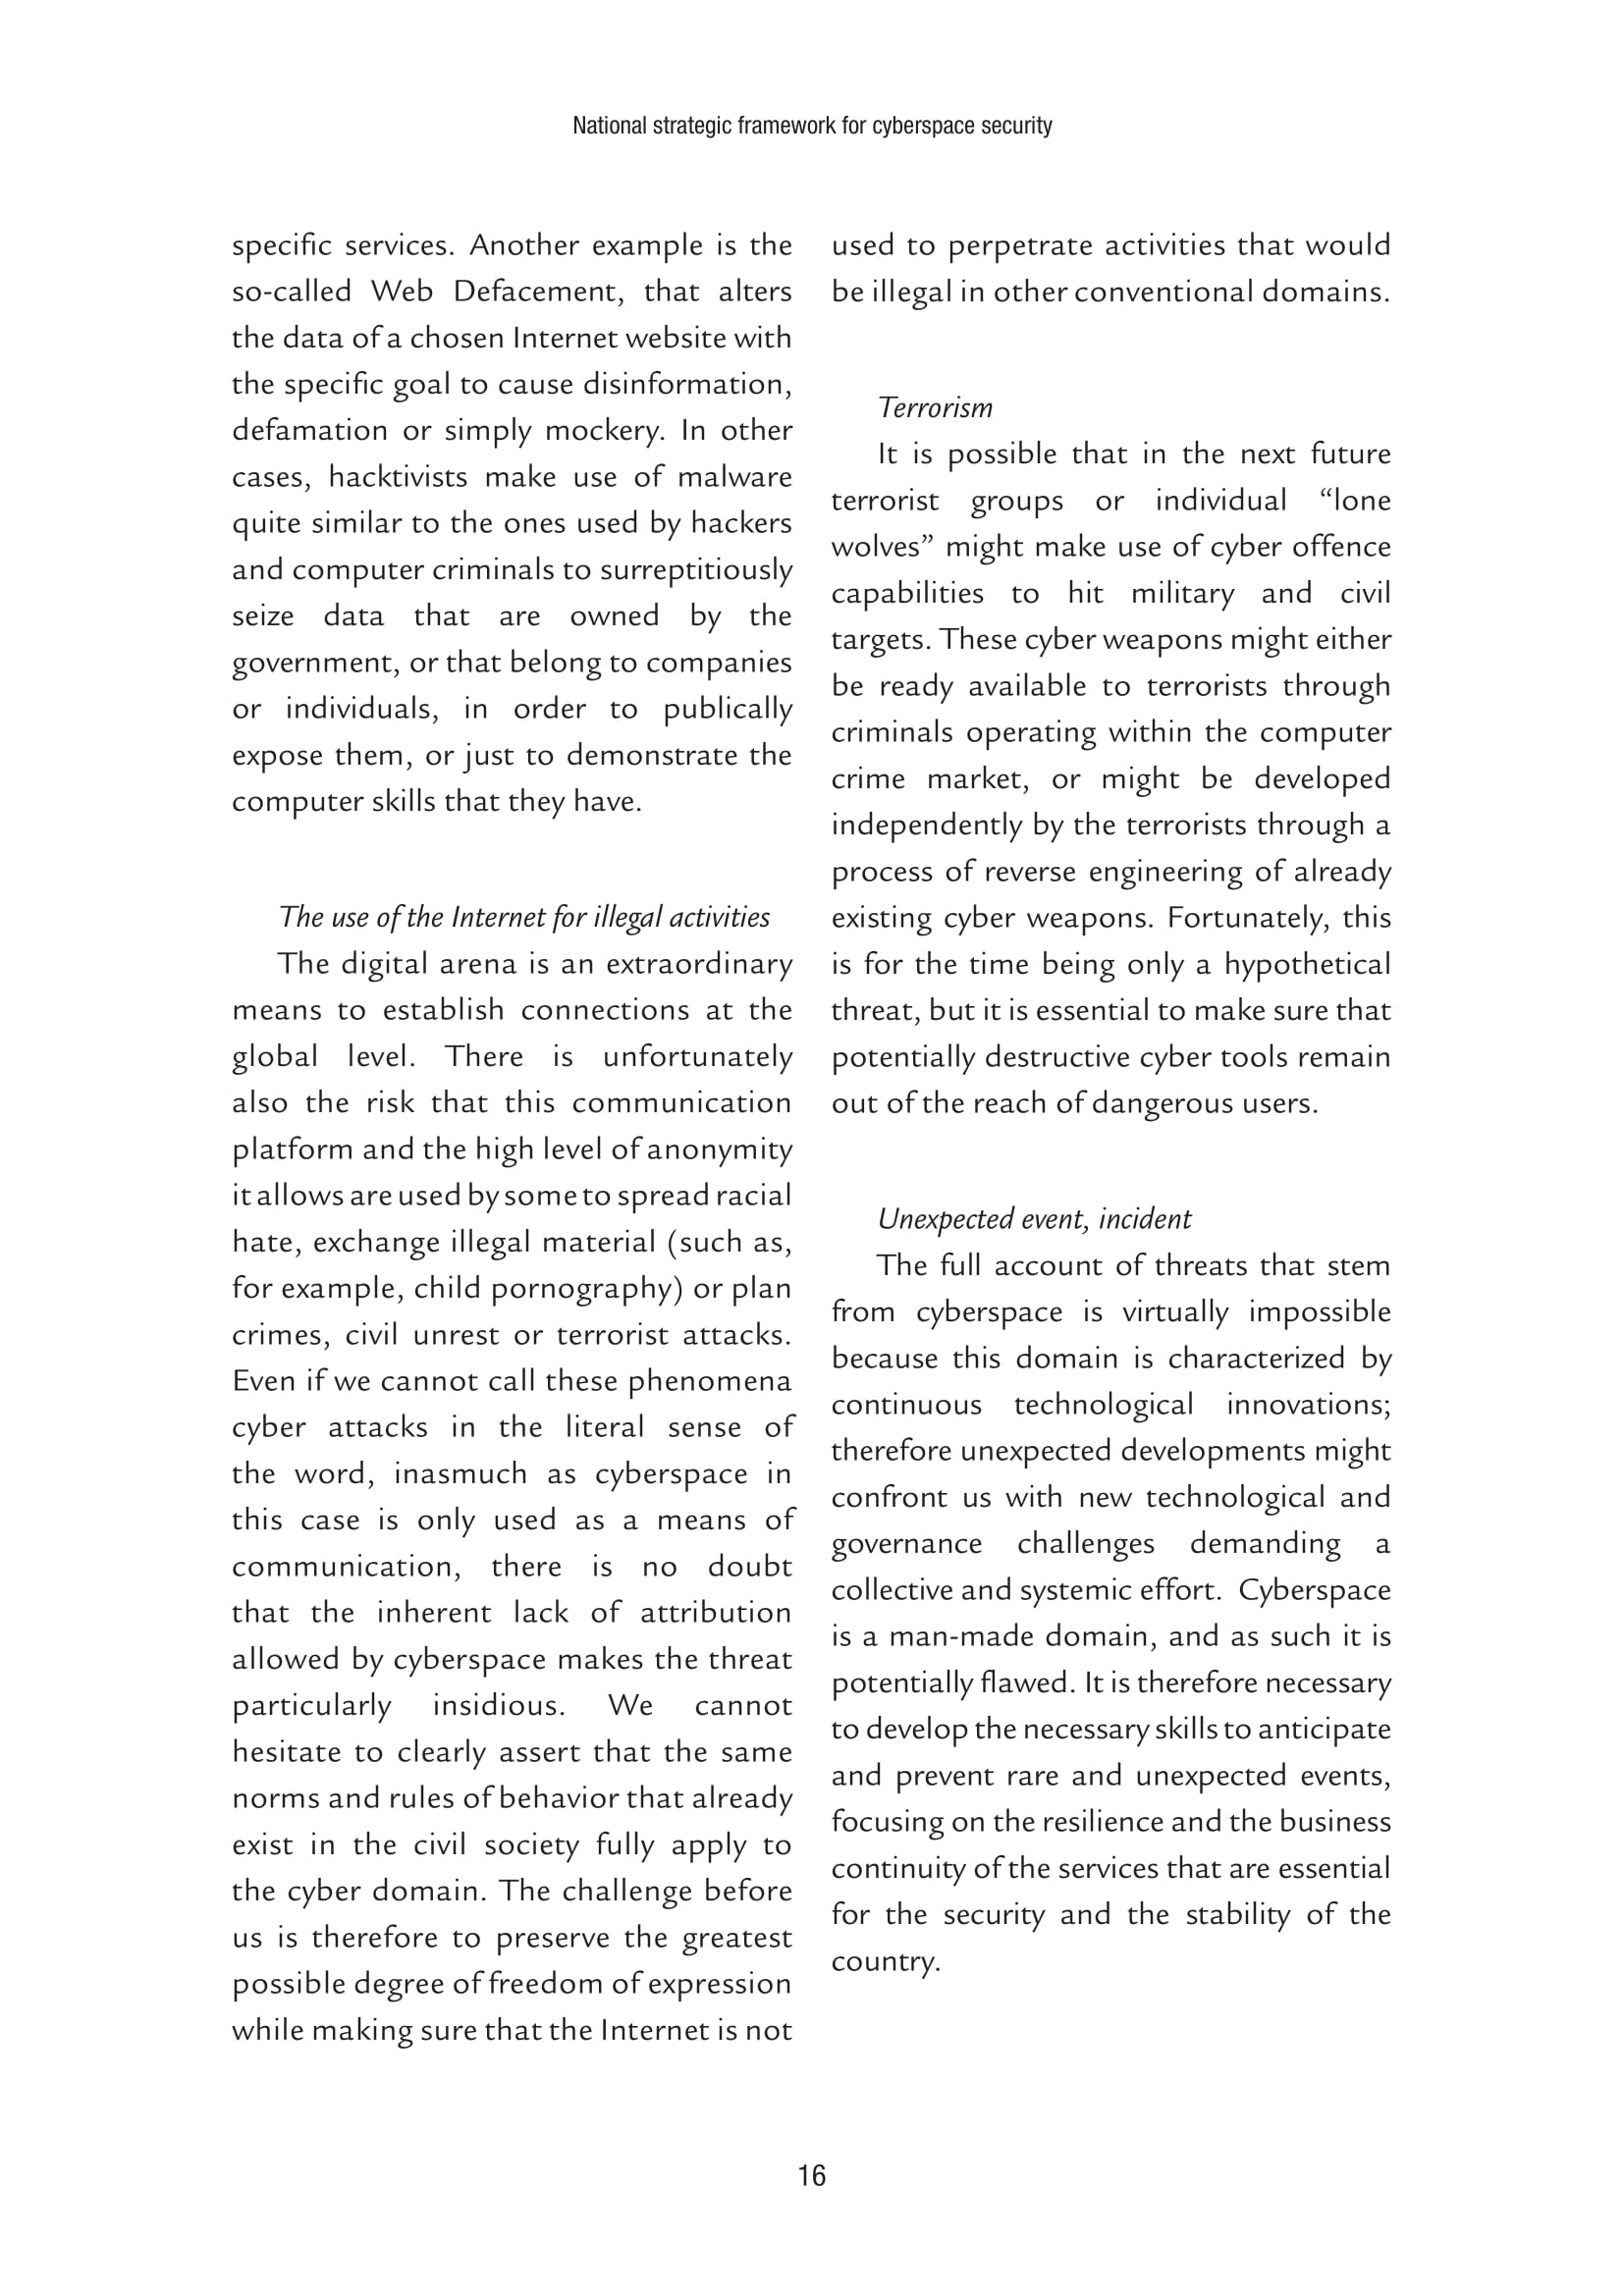 National strategic framework for cyberspace security
specific services. Another example is the
so-called Web Defacement, that alters
the data of a chosen Internet website with
the specific goal to cause disinformation,
defamation or simply mockery. In other
cases, hacktivists make use of malware
quite similar to the ones used by hackers
and computer criminals to surreptitiously
seize data that are owned by the
government, or that belong to companies
or individuals, in order to publically
expose them, or just to demonstrate the
computer skills that they have.
The use of the Internet for illegal activities
The digital arena is an extraordinary
means to establish connections at the
global level. There is unfortunately
also the risk that this communication
platform and the high level of anonymity
it allows are used by some to spread racial
hate, exchange illegal material (such as,
for example, child pornography) or plan
crimes, civil unrest or terrorist attacks.
Even if we cannot call these phenomena
cyber attacks in the literal sense of
the word, inasmuch as cyberspace in
this case is only used as a means of
communication, there is no doubt
that the inherent lack of attribution
allowed by cyberspace makes the threat
particularly insidious. We cannot
hesitate to clearly assert that the same
norms and rules of behavior that already
exist in the civil society fully apply to
the cyber domain. The challenge before
us is therefore to preserve the greatest
possible degree of freedom of expression
while making sure that the Internet is not
used to perpetrate activities that would
be illegal in other conventional domains.
Terrorism
It is possible that in the next future
terrorist groups or individual “lone
wolves” might make use of cyber offence
capabilities to hit military and civil
targets. These cyber weapons might either
be ready available to terrorists through
criminals operating within the computer
crime market, or might be developed
independently by the terrorists through a
process of reverse engineering of already
existing cyber weapons. Fortunately, this
is for the time being only a hypothetical
threat, but it is essential to make sure that
potentially destructive cyber tools remain
out of the reach of dangerous users.
Unexpected event, incident
The full account of threats that stem
from cyberspace is virtually impossible
because this domain is characterized by
continuous technological innovations;
therefore unexpected developments might
confront us with new technological and
governance challenges demanding a
collective and systemic effort. Cyberspace
is a man-made domain, and as such it is
potentially flawed. It is therefore necessary
to develop the necessary skills to anticipate
and prevent rare and unexpected events,
focusing on the resilience and the business
continuity of the services that are essential
for the security and the stability of the
country.
16